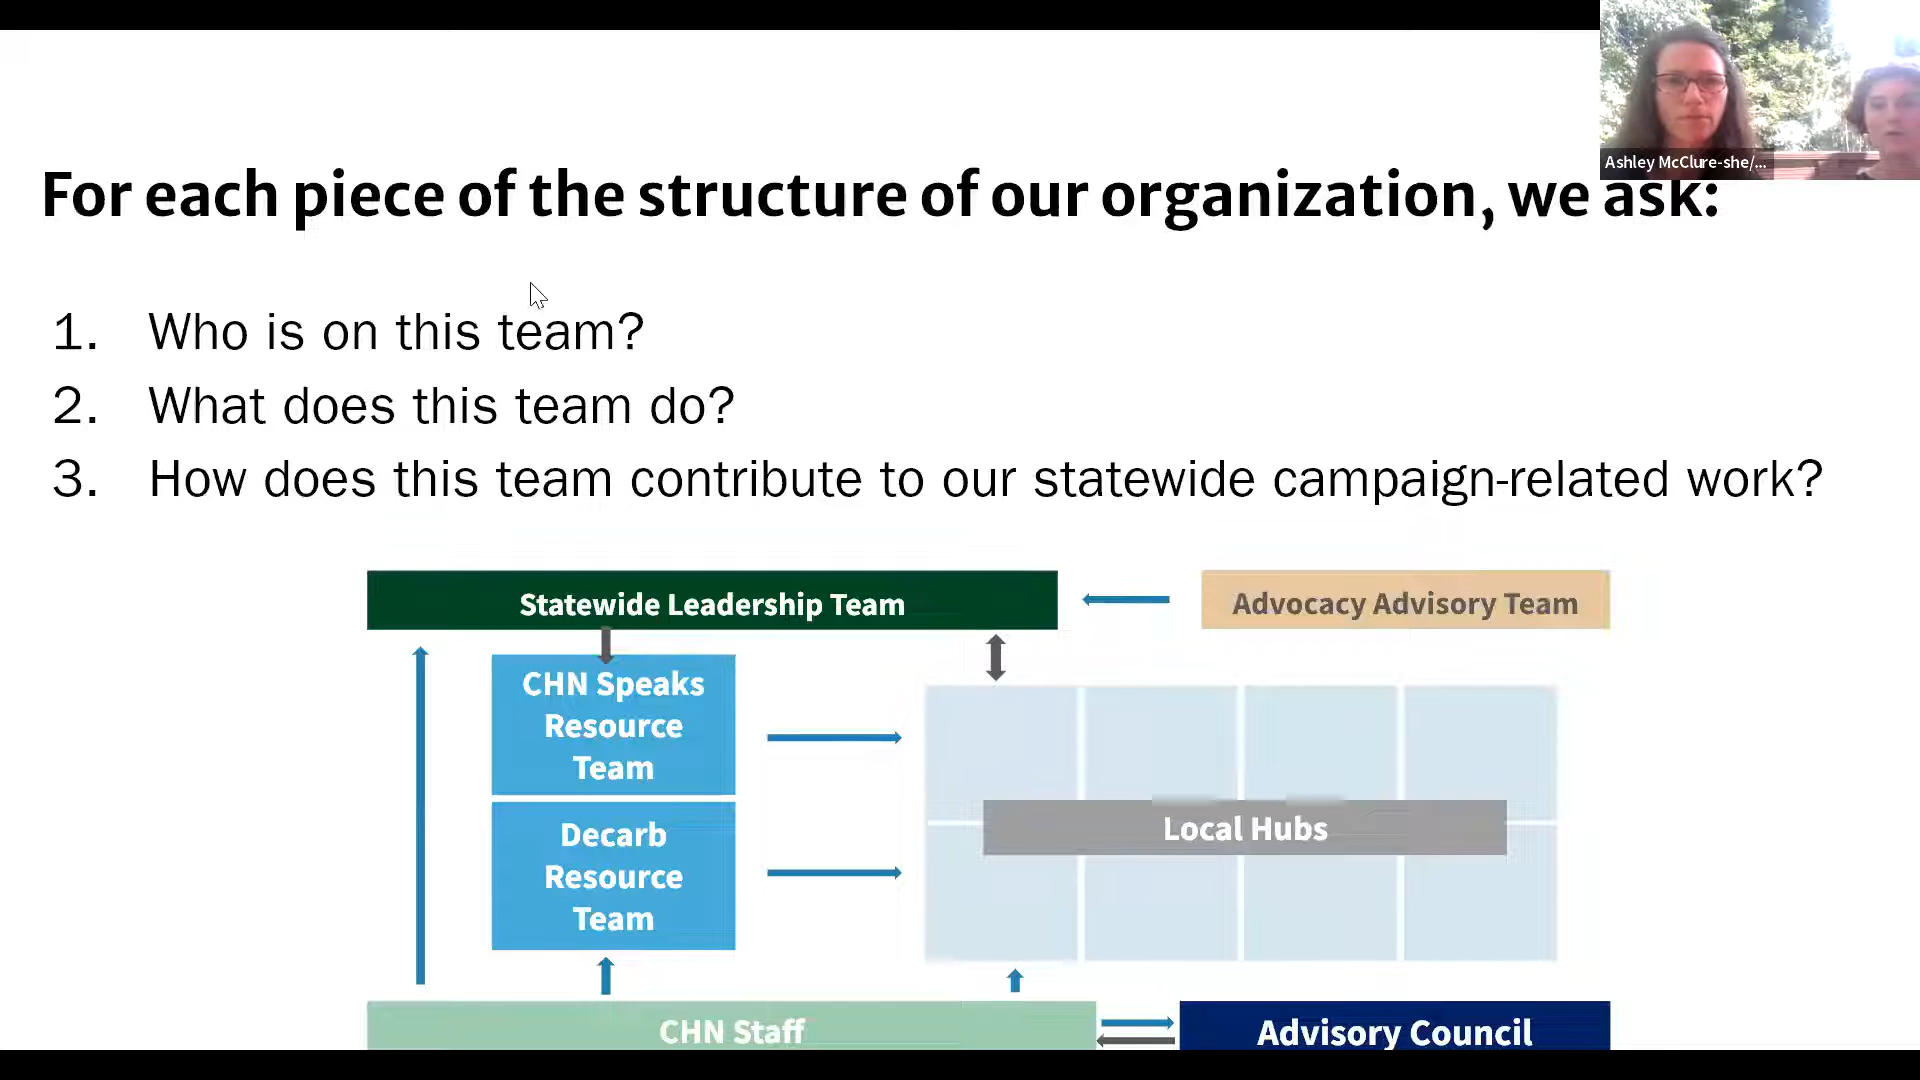 Ashley McClure-she/...
For each piece of the structure of our organization, we ask:
1. Who is on this team?
2. What does this team do?
3. How does this team contribute to our statewide campaign-related work?
Statewide Leadership Team
Advocacy Advisory Team
CHN Speaks
Resource
Team
Decarb
Resource
Team
Local Hubs
CHN Staff
Advisory Council